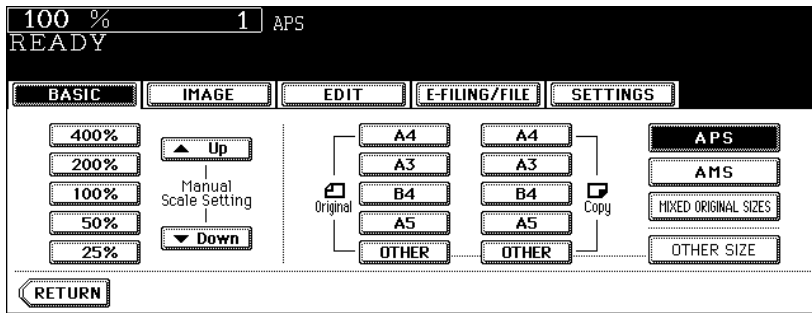 100 % 1 APS
READY
BASIC IMAGE EDIT E-FILING/FILE SETTINGS
400%
200%
100%
50%
25%
Up
Manual
Scale Setting
Down
Original
A4
A3
B4
A5
OTHER
A4
A3
B4
A5
OTHER
Copy
APS
AMS
MIXED ORIGINAL SIZES
OTHER SIZE
RETURN